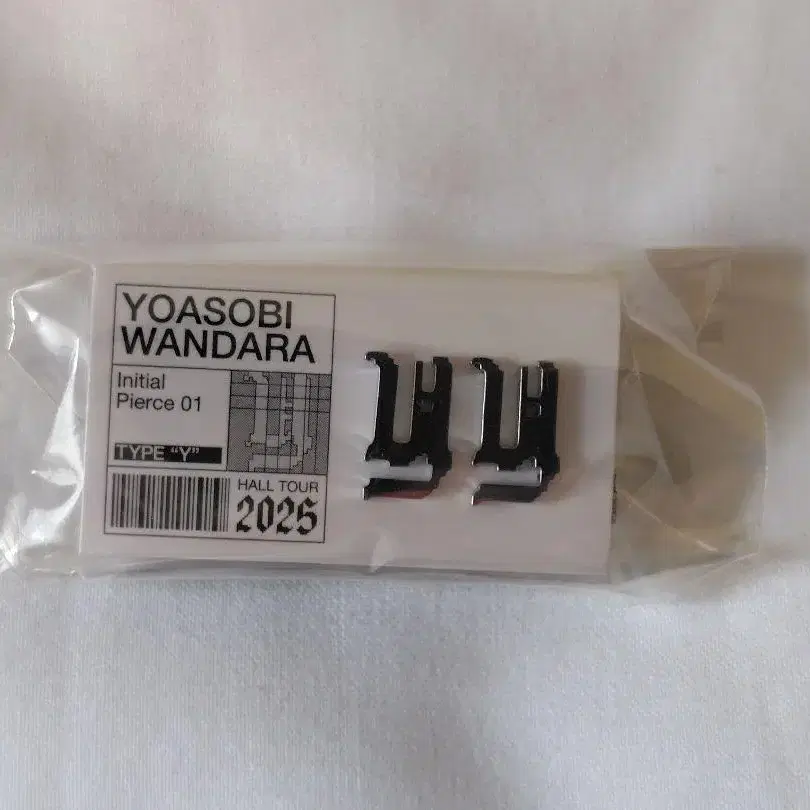 YOASOBI
WANDARA
Initial
Pierce 01
TYPE “Y”
HALL TOUR
2025